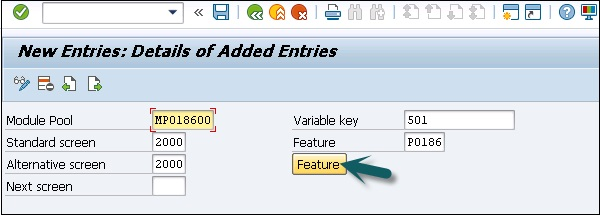 New Entries: Details of Added Entries
Module Pool MP018600 Variable key 501
Standard screen 2000 Feature P0186
Alternative screen 2000 Feature
Next screen